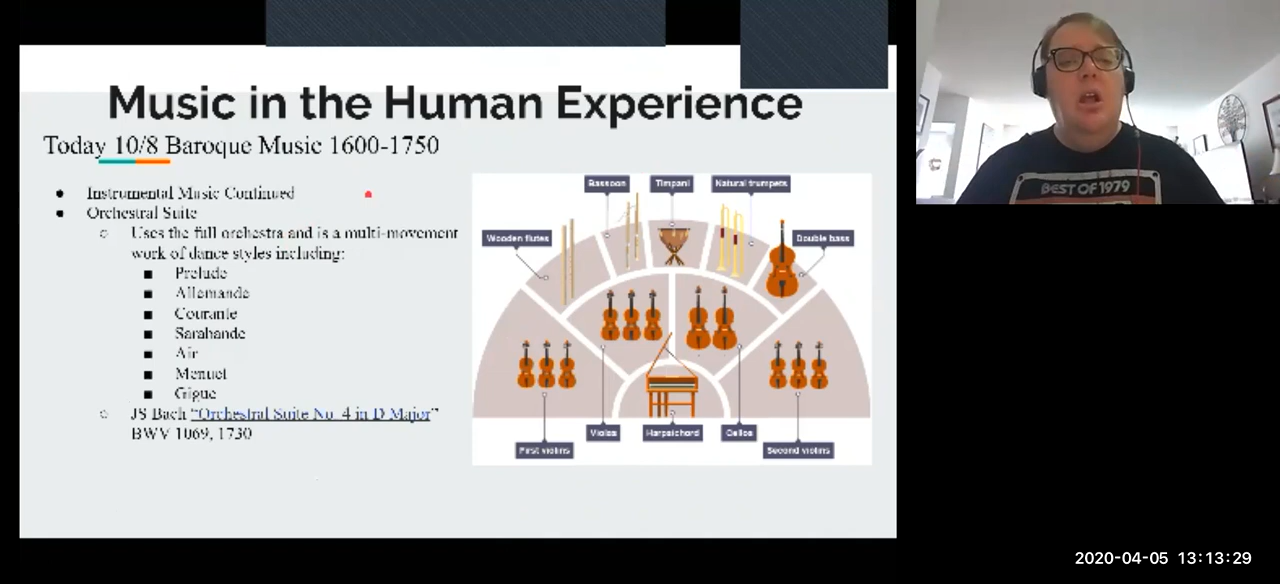 Music in the Human Experience
Today 10/8 Baroque Music 1600-1750
Instrumental Music Continued
Orchestral Suite
Uses the full orchestra and is a multi-movement
work of dance styles including:
Prelude
Allemande
Courante
Sarabande
Air
Menuet
Gigue
JS Bach “Orchestral Suite No. 4 in D Major”
BWV 1069, 1730
Bassoon
Timpani
Natural trumpets
Wooden flutes
Double bass
Violas
Harpsichord
Cellos
First violins
Second violins
BEST OF 1979
2020-04-05 13:13:29